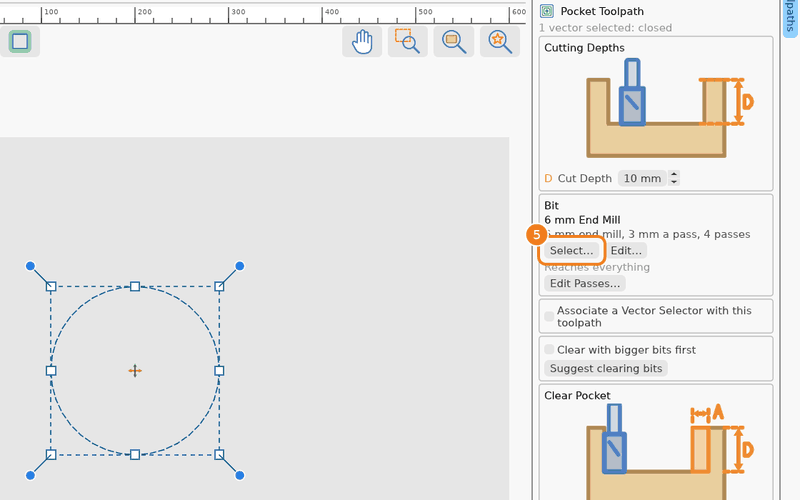 100
200
300
400
500
600
Pocket Toolpath
1 vector selected: closed
Cutting Depths
D
D Cut Depth 10 mm
Bit
6 mm End Mill
mm end mill, 3 mm a pass, 4 passes
5
Select... Edit...
Reaches everything
Edit Passes...
Associate a Vector Selector with this
toolpath
Clear with bigger bits first
Suggest clearing bits
Clear Pocket
A
D